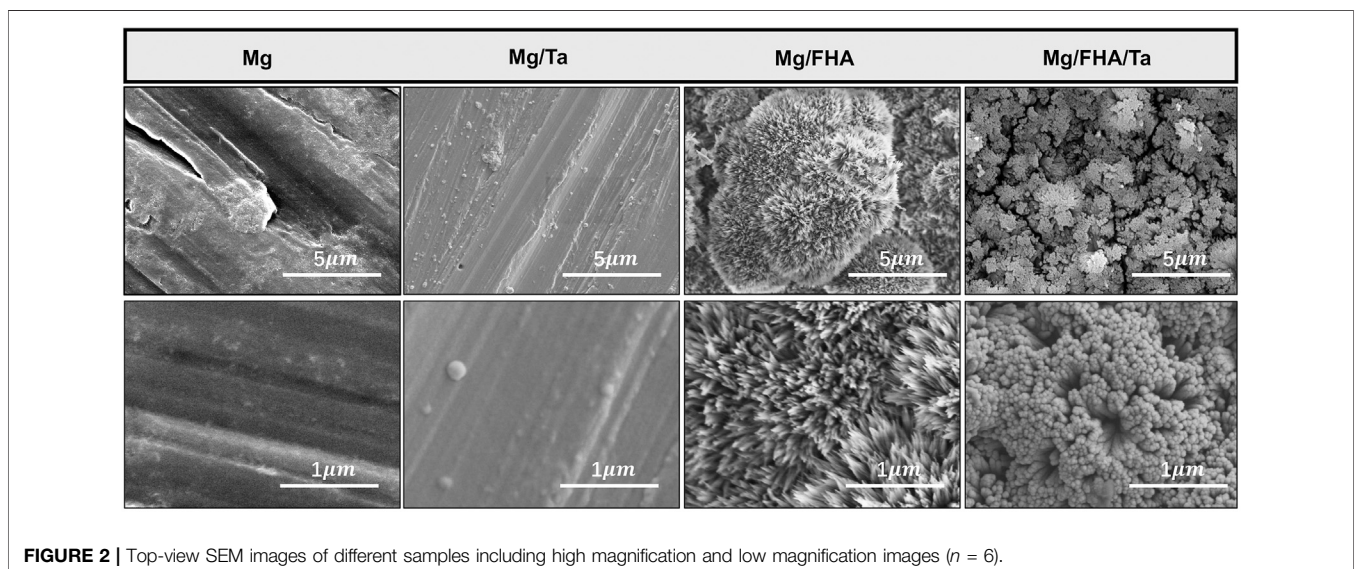 Mg Mg/Ta Mg/FHA Mg/FHA/Ta
5μm 5μm 5μm 5μm
1μm 1μm 1μm 1μm
FIGURE 2 | Top-view SEM images of different samples including high magnification and low magnification images (n = 6).